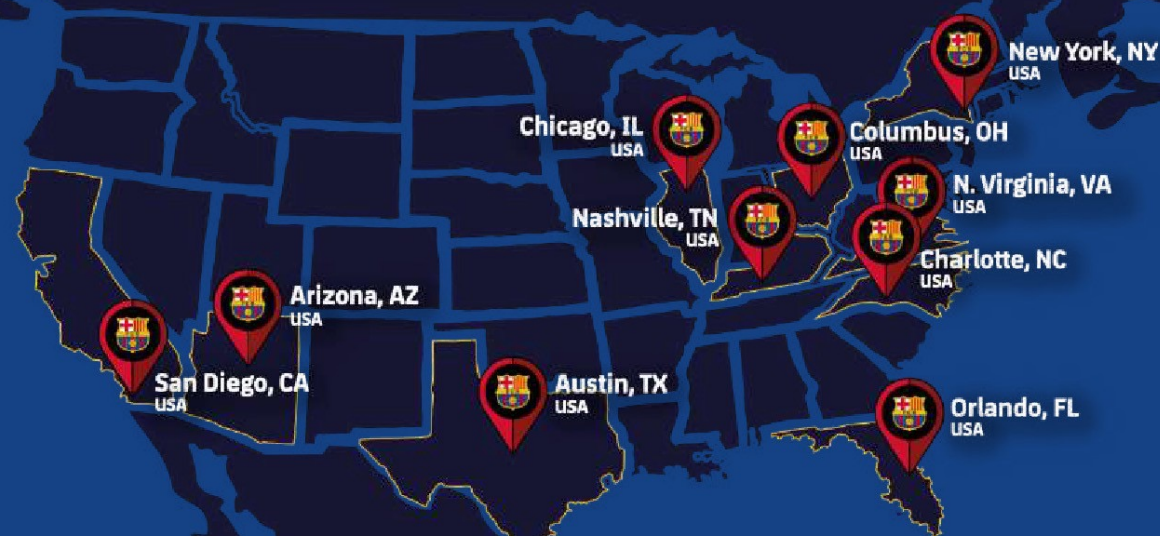 New York, NY
USA
Chicago, IL
USA
Columbus, OH
USA
N. Virginia, VA
USA
Nashville, TN
USA
Charlotte, NC
USA
Arizona, AZ
USA
San Diego, CA
USA
Austin, TX
USA
Orlando, FL
USA